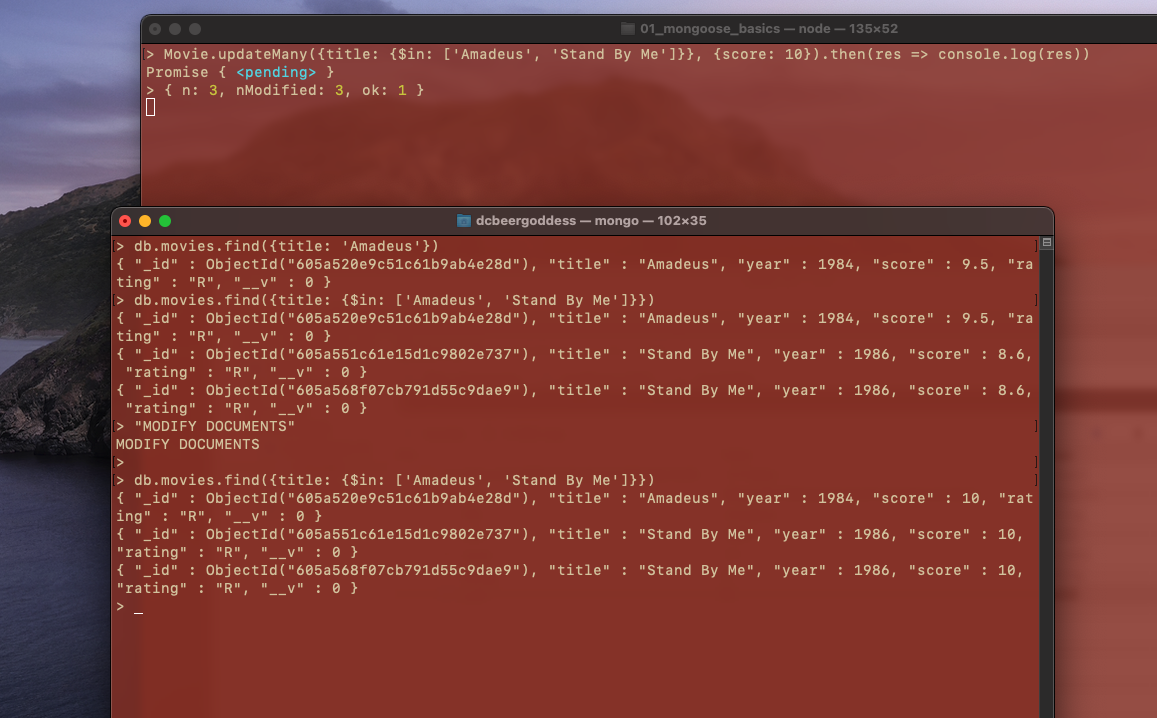 01_mongoose_basics — node — 135×52
> Movie.updateMany({title: {$in: ['Amadeus', 'Stand By Me']}}, {score: 10}).then(res => console.log(res))
Promise { <pending> }
> { n: 3, nModified: 3, ok: 1 }
dcbeergoddess — mongo — 102×35
> db.movies.find({title: 'Amadeus'})
{ "_id" : ObjectId("605a520e9c51c61b9ab4e28d"), "title" : "Amadeus", "year" : 1984, "score" : 9.5, "ra
ting" : "R", "__v" : 0 }
> db.movies.find({title: {$in: ['Amadeus', 'Stand By Me']}})
{ "_id" : ObjectId("605a520e9c51c61b9ab4e28d"), "title" : "Amadeus", "year" : 1984, "score" : 9.5, "ra
ting" : "R", "__v" : 0 }
{ "_id" : ObjectId("605a551c61e15d1c9802e737"), "title" : "Stand By Me", "year" : 1986, "score" : 8.6,
 "rating" : "R", "__v" : 0 }
{ "_id" : ObjectId("605a568f07cb791d55c9dae9"), "title" : "Stand By Me", "year" : 1986, "score" : 8.6,
 "rating" : "R", "__v" : 0 }
> "MODIFY DOCUMENTS"
MODIFY DOCUMENTS
>
> db.movies.find({title: {$in: ['Amadeus', 'Stand By Me']}})
{ "_id" : ObjectId("605a520e9c51c61b9ab4e28d"), "title" : "Amadeus", "year" : 1984, "score" : 10, "rat
ing" : "R", "__v" : 0 }
{ "_id" : ObjectId("605a551c61e15d1c9802e737"), "title" : "Stand By Me", "year" : 1986, "score" : 10,
"rating" : "R", "__v" : 0 }
{ "_id" : ObjectId("605a568f07cb791d55c9dae9"), "title" : "Stand By Me", "year" : 1986, "score" : 10,
"rating" : "R", "__v" : 0 }
> _